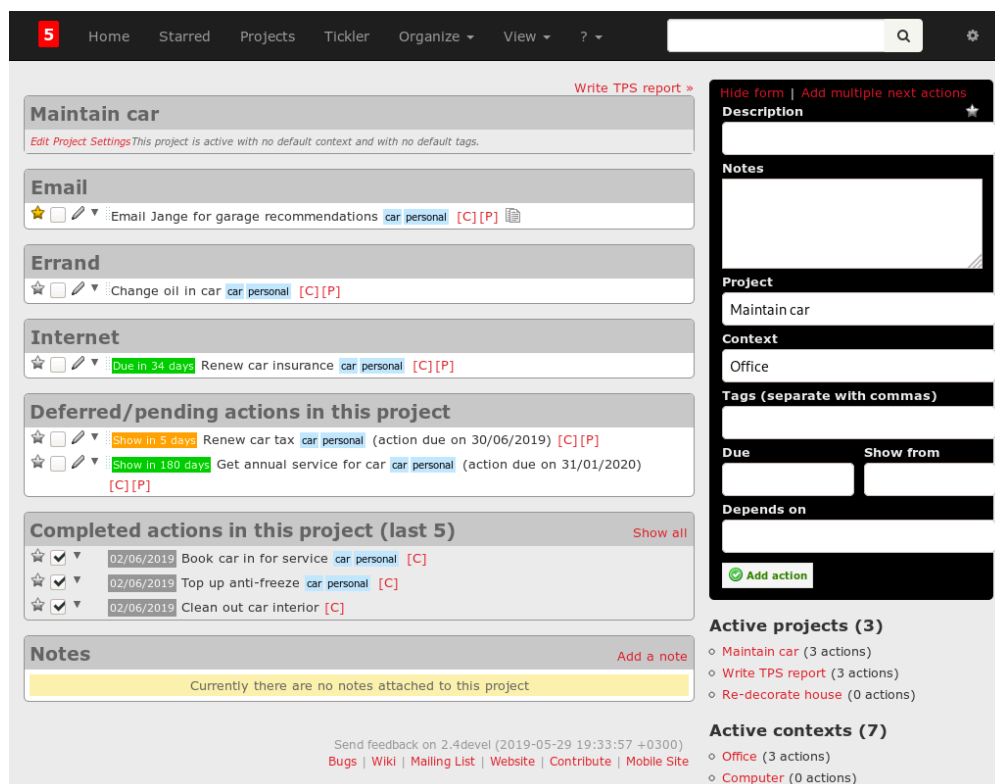 5 Home Starred Projects Tickler Organize View ?
Write TPS report »
Maintain car
Edit Project SettingsThis project is active with no default context and with no default tags.
Email
Email Jange for garage recommendations car personal [C] [P]
Errand
Change oil in car car personal [C] [P]
Internet
Due in 34 days Renew car insurance car personal [C] [P]
Deferred/pending actions in this project
Show in 5 days Renew car tax car personal (action due on 30/06/2019) [C] [P]
Show in 180 days Get annual service for car car personal (action due on 31/01/2020)
[C] [P]
Completed actions in this project (last 5) Show all
02/06/2019 Book car in for service car personal [C]
02/06/2019 Top up anti-freeze car personal [C]
02/06/2019 Clean out car interior [C]
Notes Add a note
Currently there are no notes attached to this project
Send feedback on 2.4devel (2019-05-29 19:33:57 +0300)
Bugs | Wiki | Mailing List | Website | Contribute | Mobile Site
Hide form | Add multiple next actions
Description
Notes
Project
Maintain car
Context
Office
Tags (separate with commas)
Due Show from
Depends on
Add action
Active projects (3)
Maintain car (3 actions)
Write TPS report (3 actions)
Re-decorate house (0 actions)
Active contexts (7)
Office (3 actions)
Computer (0 actions)